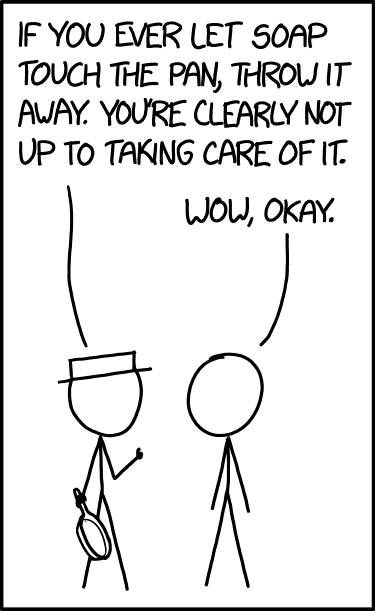 IF YOU EVER LET SOAP
TOUCH THE PAN, THROW IT
AWAY. YOU'RE CLEARLY NOT
UP TO TAKING CARE OF IT.
WOW, OKAY.